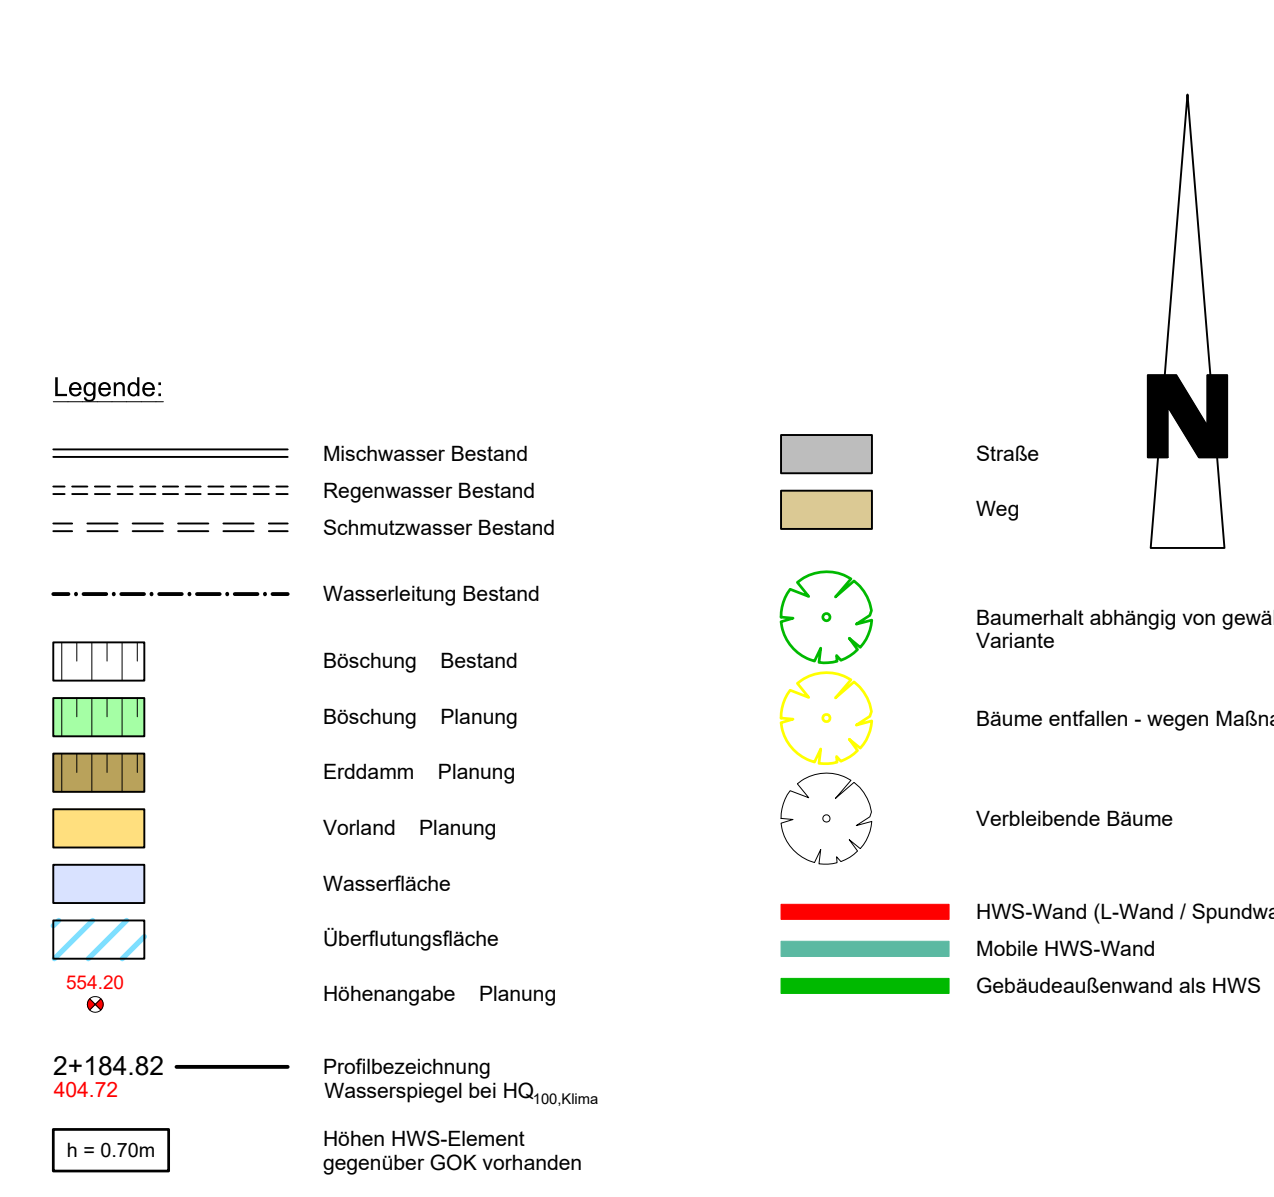 N
Legende:
Mischwasser Bestand
Regenwasser Bestand
Schmutzwasser Bestand
Wasserleitung Bestand
Böschung Bestand
Böschung Planung
Erddamm Planung
Vorland Planung
Wasserfläche
Überflutungsfläche
554.20
Höhenangabe Planung
2+184.82 Profilbezeichnung
404.72 Wasserspiegel bei HQ100,Klima
h = 0.70m
Höhen HWS-Element
gegenüber GOK vorhanden
Straße
Weg
Baumerhalt abhängig von
Variante
Bäume entfallen - wegen
Verbleibende Bäume
HWS-Wand (L-Wand /
Mobile HWS-Wand
Gebäudeaußenwand als HWS